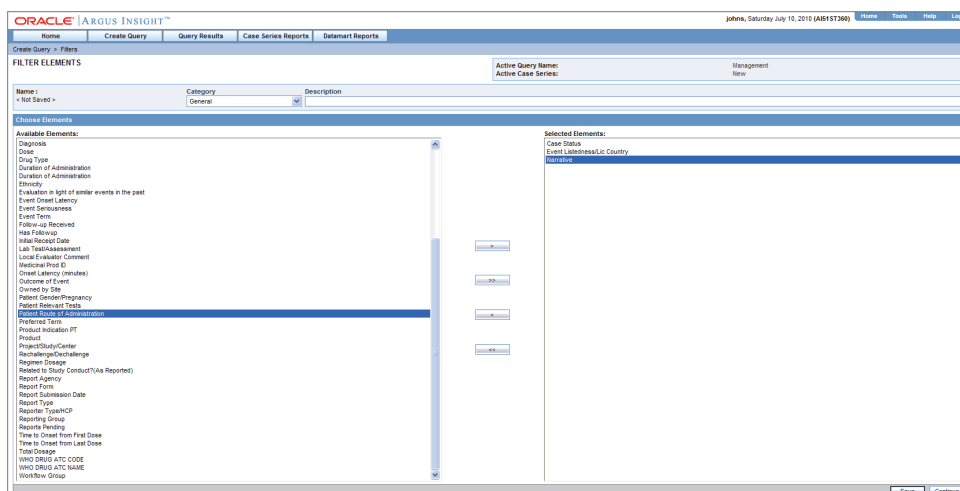 ORACLE® ARGUS INSIGHT™
johns, Saturday July 10, 2010 (AI51ST360)
Home Tools Help
Home Create Query Query Results Case Series Reports Datamart Reports
Create Query » Filters
FILTER ELEMENTS
Active Query Name: Management
Active Case Series: New
Name : Category Description
< Not Saved > General
Choose Elements
Available Elements:
Diagnosis
Dose
Drug Type
Duration of Administration
Duration of Administration
Ethnicity
Evaluation in light of similar events in the past
Event Onset Latency
Event Seriousness
Event Term
Follow-up Received
Has Followup
Initial Receipt Date
Lab Test/Assessment
Local Evaluator Comment
Medicinal Prod ID
Onset Latency (minutes)
Outcome of Event
Owned by Site
Patient Gender/Pregnancy
Patient Relevant Tests
Patient Route of Administration
Preferred Term
Product Indication PT
Product
Project/Study/Center
Rechallenge/Dechallenge
Regimen Dosage
Related to Study Conduct?(As Reported)
Report Agency
Report Form
Report Submission Date
Report Type
Reporter Type/HCP
Reporting Group
Reports Pending
Time to Onset from First Dose
Time to Onset from Last Dose
Total Dosage
WHO DRUG ATC CODE
WHO DRUG ATC NAME
Workflow Group
>
>>
<
<<
Selected Elements:
Case Status
Event Listedness/Lic Country
Narrative